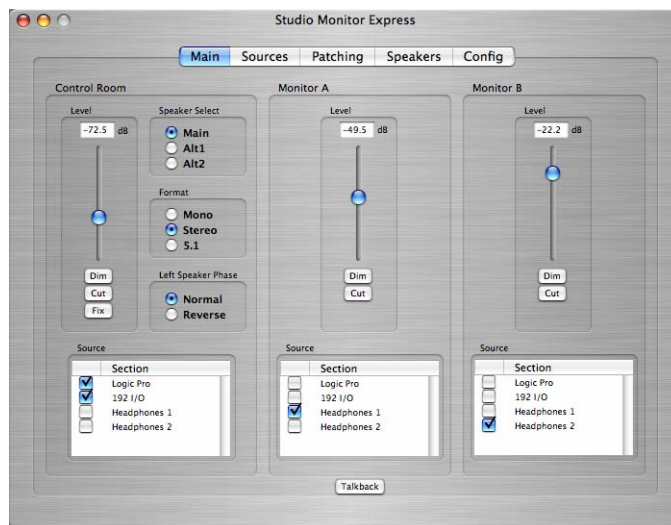 Studio Monitor Express
Main Sources Patching Speakers Config
Control Room
Level
-72.5 dB
Speaker Select
Main
Alt1
Alt2
Format
Mono
Stereo
5.1
Left Speaker Phase
Normal
Reverse
Dim
Cut
Fix
Source
Section
Logic Pro
192 I/O
Headphones 1
Headphones 2
Monitor A
Level
-49.5 dB
Dim
Cut
Source
Section
Logic Pro
192 I/O
Headphones 1
Headphones 2
Monitor B
Level
-22.2 dB
Dim
Cut
Source
Section
Logic Pro
192 I/O
Headphones 1
Headphones 2
Talkback